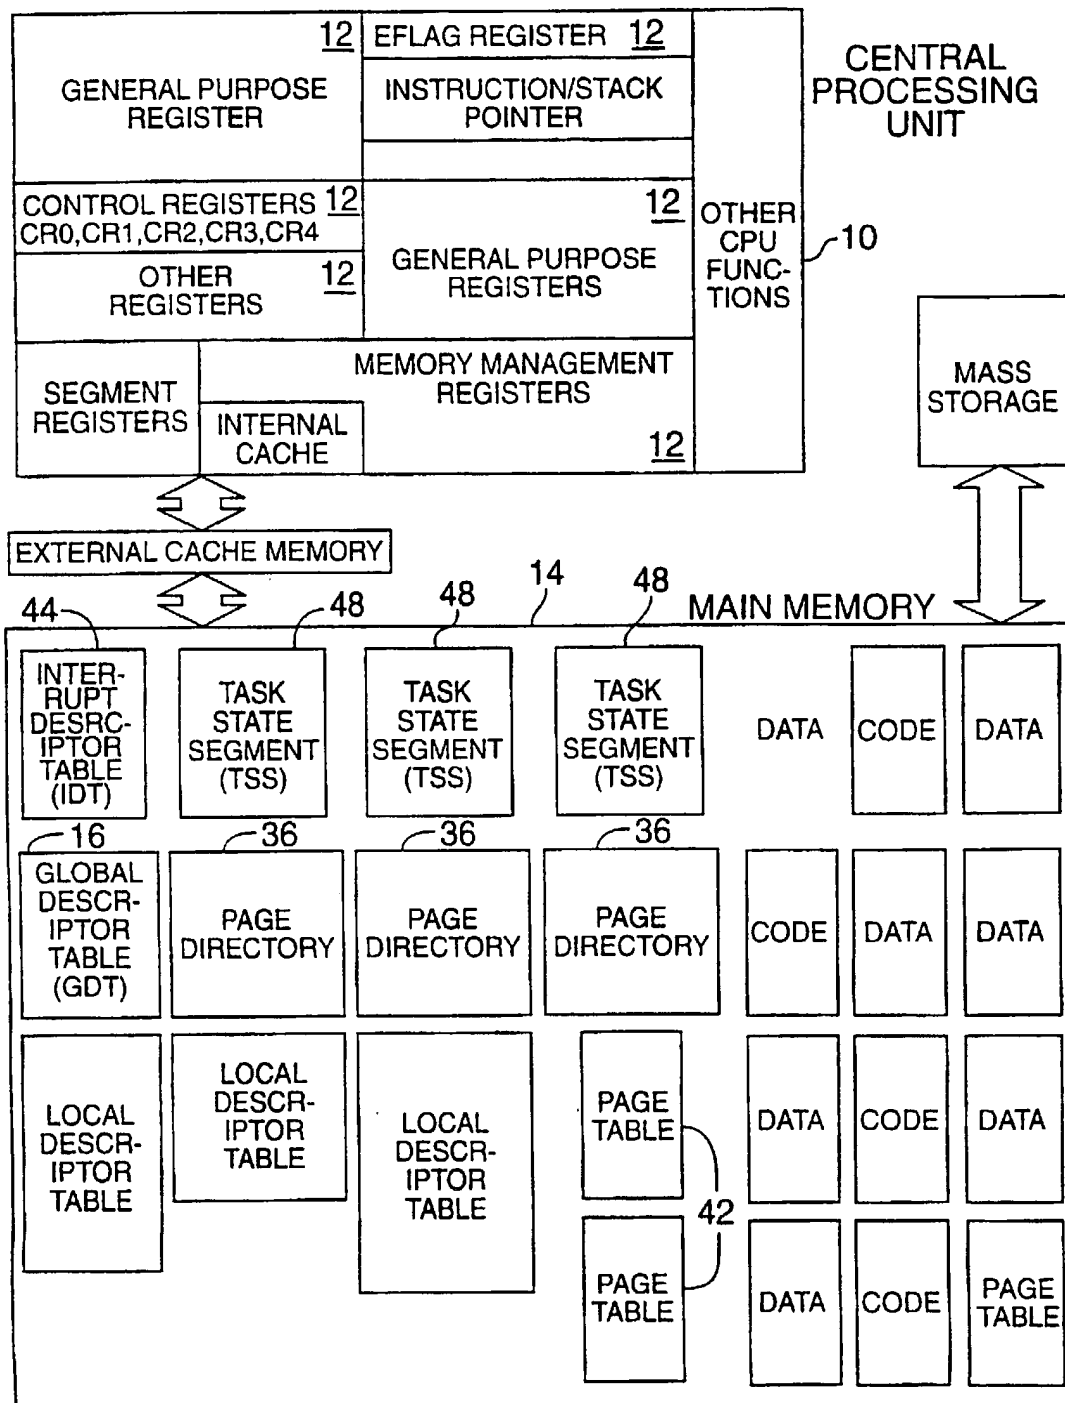 12
GENERAL PURPOSE
REGISTER
EFLAG REGISTER 12
INSTRUCTION/STACK
POINTER
CENTRAL
PROCESSING
UNIT
CONTROL REGISTERS 12
CR0,CR1,CR2,CR3,CR4
OTHER 12
REGISTERS
12
GENERAL PURPOSE
REGISTERS
OTHER
CPU
FUNC-
TIONS
10
SEGMENT
REGISTERS
MEMORY MANAGEMENT
REGISTERS
12
INTERNAL
CACHE
MASS
STORAGE
EXTERNAL CACHE MEMORY
14
MAIN MEMORY
44
INTER-
RUPT
DESRC-
IPTOR
TABLE
(IDT)
48
TASK
STATE
SEGMENT
(TSS)
48
TASK
STATE
SEGMENT
(TSS)
48
TASK
STATE
SEGMENT
(TSS)
DATA
CODE
DATA
16
GLOBAL
DESCR-
IPTOR
TABLE
(GDT)
36
PAGE
DIRECTORY
36
PAGE
DIRECTORY
36
PAGE
DIRECTORY
CODE
DATA
DATA
LOCAL
DESCR-
IPTOR
TABLE
LOCAL
DESCR-
IPTOR
TABLE
LOCAL
DESCR-
IPTOR
TABLE
PAGE
TABLE
42
DATA
CODE
DATA
PAGE
TABLE
DATA
CODE
PAGE
TABLE